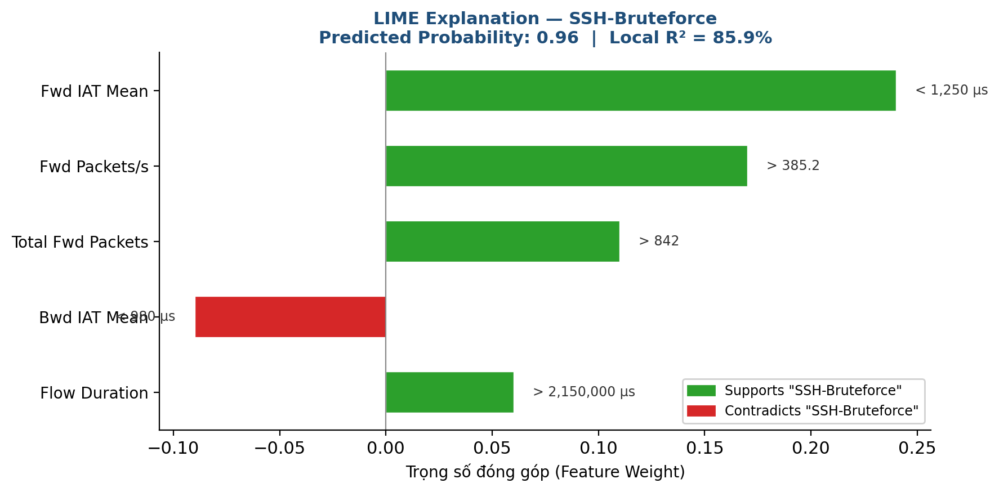 LIME Explanation — SSH-Bruteforce
Predicted Probability: 0.96 | Local R² = 85.9%
Fwd IAT Mean
< 1,250 µs
Fwd Packets/s
> 385.2
Total Fwd Packets
> 842
Bwd IAT Mean
< 980 µs
Flow Duration
> 2,150,000 µs
Supports "SSH-Bruteforce"
Contradicts "SSH-Bruteforce"
−0.10 −0.05 0.00 0.05 0.10 0.15 0.20 0.25
Trọng số đóng góp (Feature Weight)